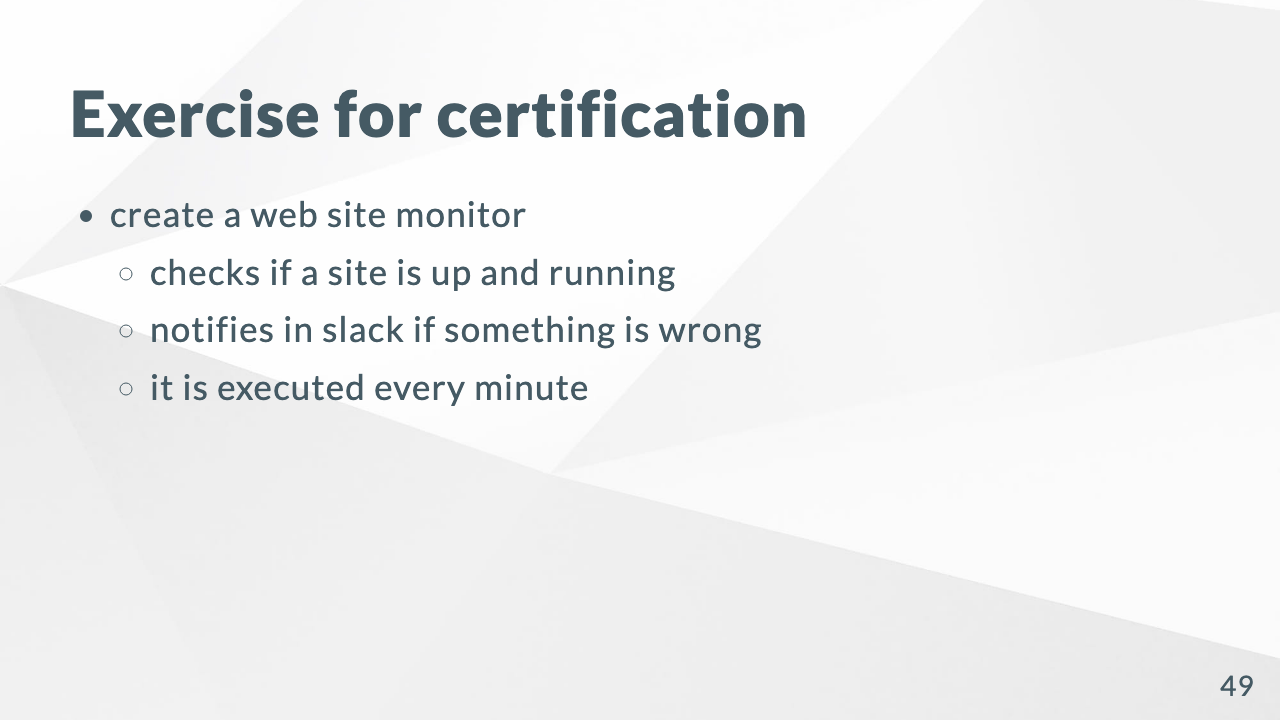 Exercise for certification
• create a web site monitor
○ checks if a site is up and running
○ notifies in slack if something is wrong
○ it is executed every minute
49